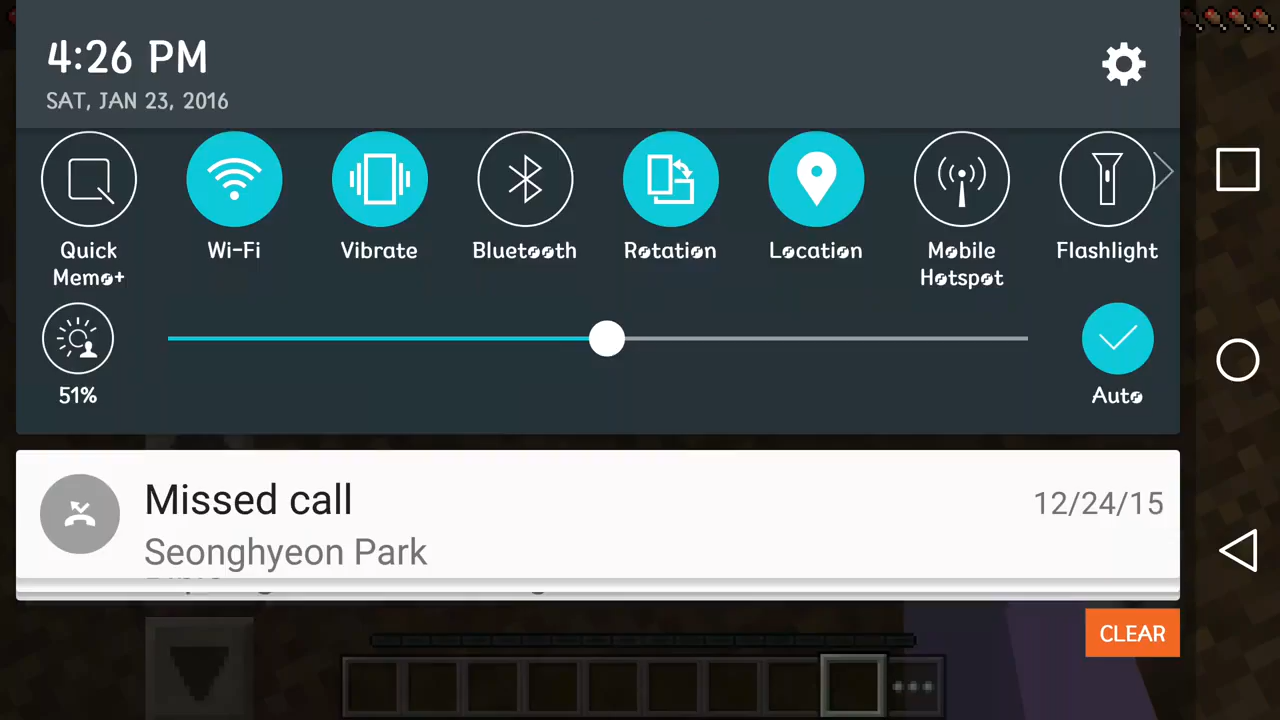 4:26 PM
SAT, JAN 23, 2016
Quick Memo+
Wi-Fi
Vibrate
Bluetooth
Rotation
Location
Mobile Hotspot
Flashlight
51%
Auto
Missed call
12/24/15
Seonghyeon Park
CLEAR